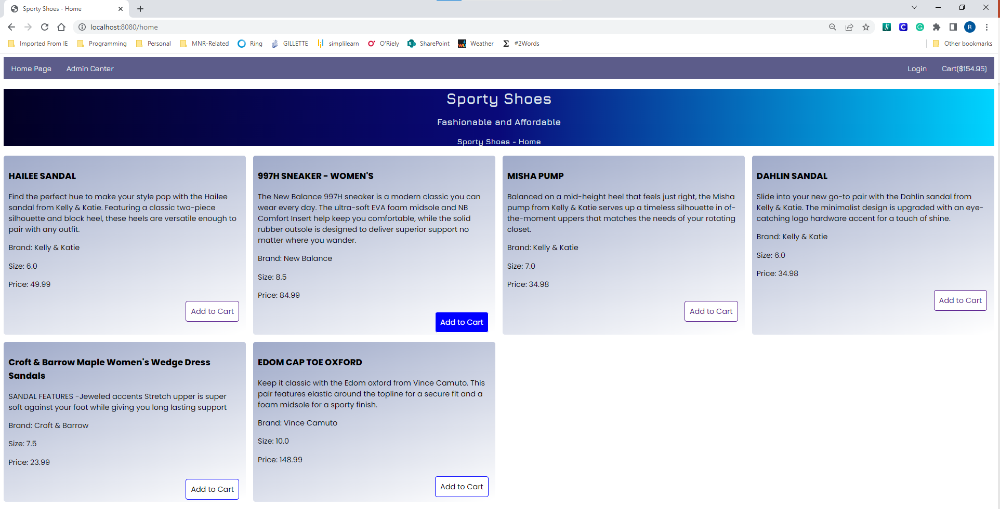 Sporty Shoes - Home
localhost:8080/home
R
Imported From IE Programming Personal MNR-Related Ring GILLETTE simplilearn O'Riely SharePoint Weather #2Words Other bookmarks
Home Page Admin Center Login Cart($154.95)
Sporty Shoes
Fashionable and Affordable
Sporty Shoes - Home
HAILEE SANDAL
Find the perfect hue to make your style pop with the Hailee
sandal from Kelly & Katie. Featuring a classic two-piece
silhouette and block heel, these heels are versatile enough to
pair with any outfit.
Brand: Kelly & Katie
Size: 6.0
Price: 49.99
Add to Cart
997H SNEAKER - WOMEN'S
The New Balance 997H sneaker is a modern classic you can
wear every day. The ultra-soft EVA foam midsole and NB
Comfort Insert help keep you comfortable, while the solid
rubber outsole is designed to deliver superior support no
matter where you wander.
Brand: New Balance
Size: 8.5
Price: 84.99
Add to Cart
MISHA PUMP
Balanced on a mid-height heel that feels just right, the Misha
pump from Kelly & Katie serves up a timeless silhouette in of-
the-moment uppers that matches the needs of your rotating
closet.
Brand: Kelly & Katie
Size: 7.0
Price: 34.98
Add to Cart
DAHLIN SANDAL
Slide into your new go-to pair with the Dahlin sandal from
Kelly & Katie. The minimalist design is upgraded with an eye-
catching logo hardware accent for a touch of shine.
Brand: Kelly & Katie
Size: 6.0
Price: 34.98
Add to Cart
Croft & Barrow Maple Women's Wedge Dress
Sandals
SANDAL FEATURES -Jeweled accents Stretch upper is super
soft against your foot while giving you long lasting support
Brand: Croft & Barrow
Size: 7.5
Price: 23.99
Add to Cart
EDOM CAP TOE OXFORD
Keep it classic with the Edom oxford from Vince Camuto. This
pair features elastic around the topline for a secure fit and a
foam midsole for a sporty finish.
Brand: Vince Camuto
Size: 10.0
Price: 148.99
Add to Cart